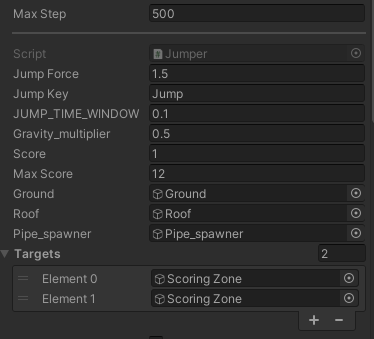 Max Step 500
Script Jumper
Jump Force 1.5
Jump Key Jump
JUMP_TIME_WINDOW 0.1
Gravity_multiplier 0.5
Score 1
Max Score 12
Ground Ground
Roof Roof
Pipe_spawner Pipe_spawner
Targets 2
Element 0 Scoring Zone
Element 1 Scoring Zone
+ −